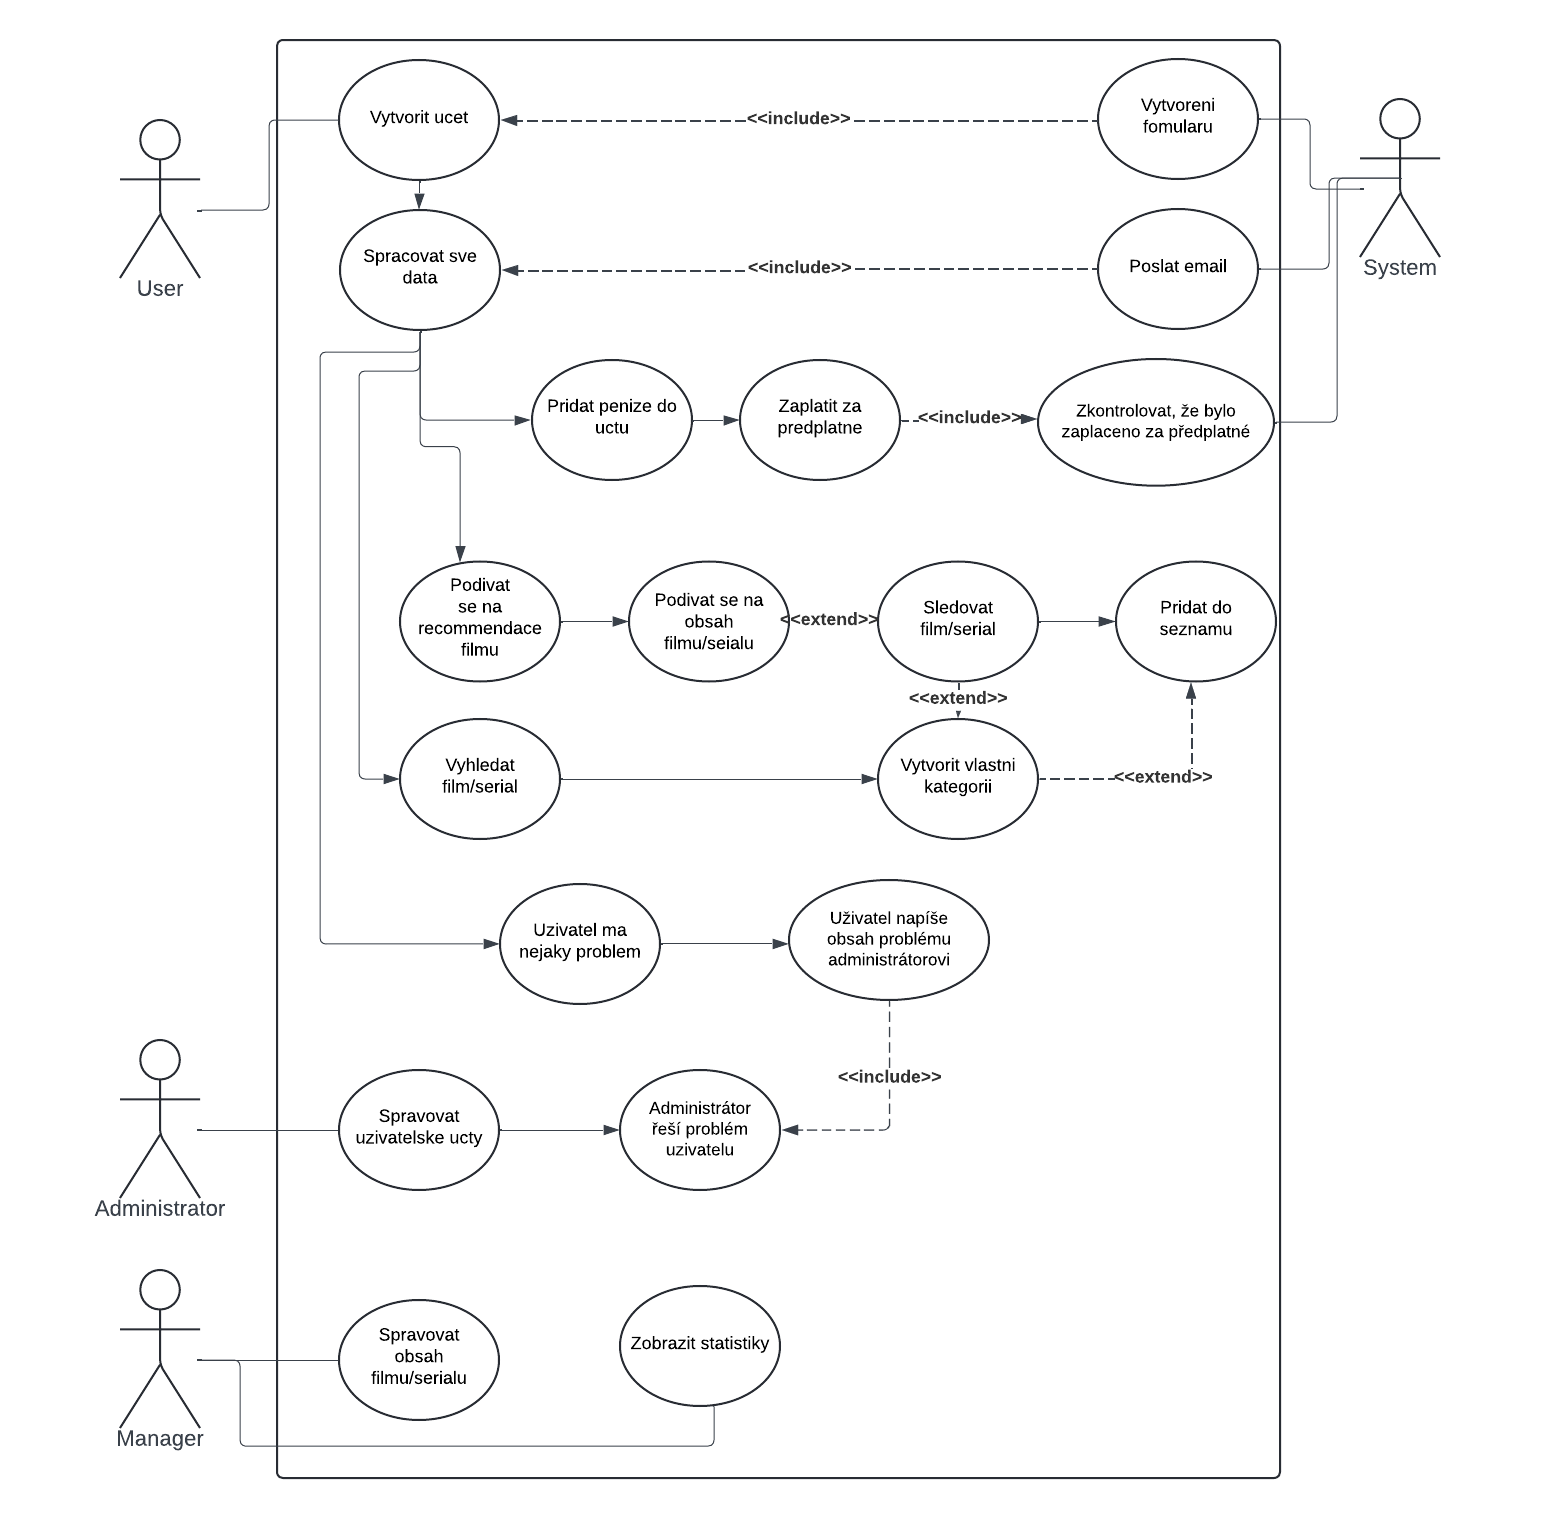 Vytvorit ucet
<<include>>
Vytvoreni
fomularu
User
Spracovat sve
data
<<include>>
Poslat email
System
Pridat penize do
uctu
Zaplatit za
predplatne
<<include>>
Zkontrolovat, že bylo
zaplaceno za předplatné
Podivat
se na
recommendace
filmu
Podivat se na
obsah
filmu/seialu
<<extend>>
Sledovat
film/serial
Pridat do
seznamu
<<extend>>
Vyhledat
film/serial
Vytvorit vlastni
kategorii
<<extend>>
Uzivatel ma
nejaky problem
Uživatel napíše
obsah problému
administrátorovi
<<include>>
Administrator
Spravovat
uzivatelske ucty
Administrátor
řeší problém
uzivatelu
Manager
Spravovat
obsah
filmu/serialu
Zobrazit statistiky